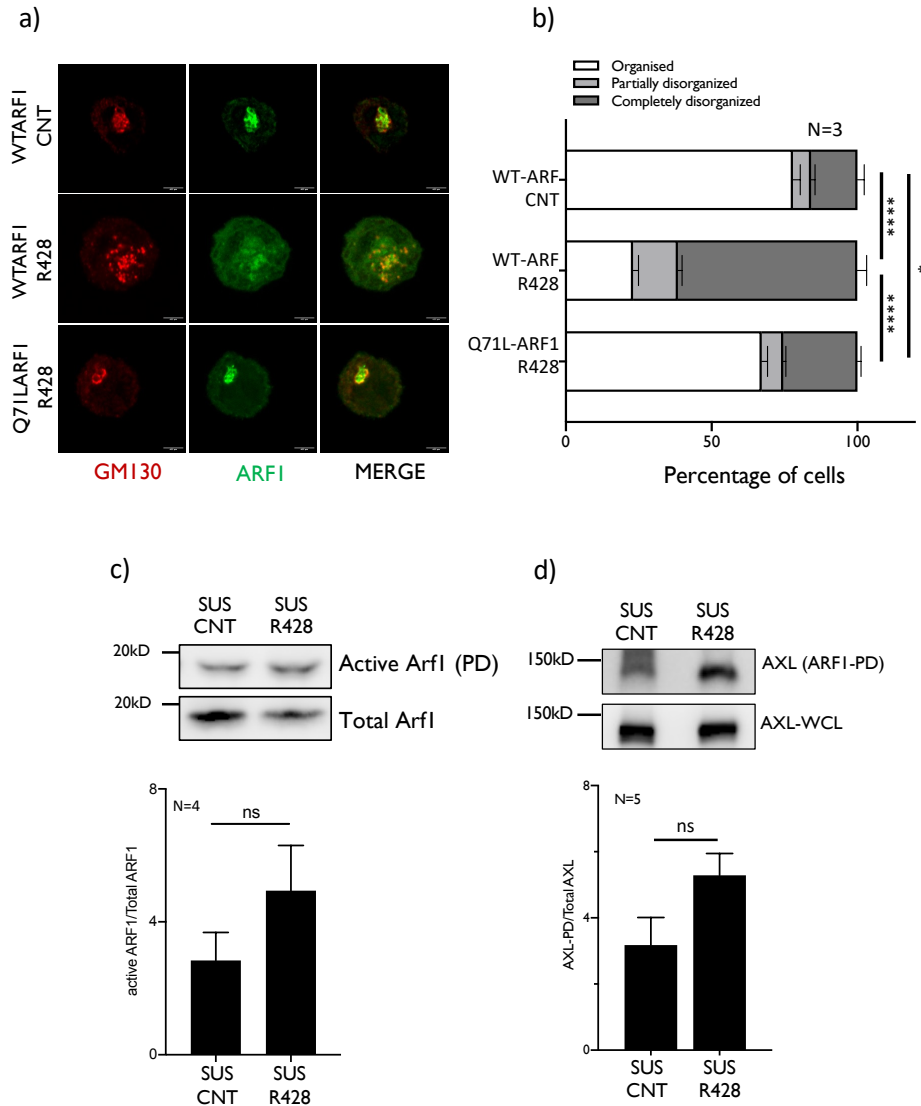 a)
WTARF1
CNT
WTARF1
R428
Q71LARF1
R428
GM130
ARF1
MERGE
b)
Organised
Partially disorganized
Completely disorganized
N=3
WT-ARF
CNT
WT-ARF
R428
Q71L-ARF1
R428
****
****
*
0
50
100
Percentage of cells
c)
SUS
CNT
SUS
R428
20kD
Active Arf1 (PD)
20kD
Total Arf1
8
4
0
N=4
ns
active ARF1/Total ARF1
SUS
CNT
SUS
R428
d)
SUS
CNT
SUS
R428
150kD
AXL (ARF1-PD)
150kD
AXL-WCL
8
4
0
N=5
ns
AXL-PD/Total AXL
SUS
CNT
SUS
R428